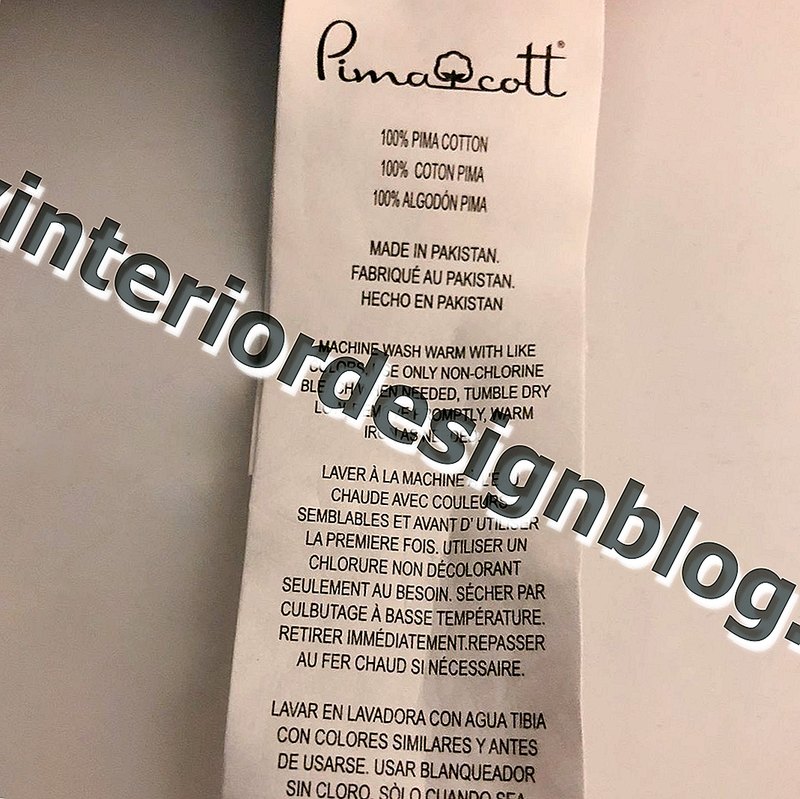 Pimacott®
100% PIMA COTTON
100% COTON PIMA
100% ALGODÓN PIMA
MADE IN PAKISTAN.
FABRIQUÉ AU PAKISTAN.
HECHO EN PAKISTAN
MACHINE WASH WARM WITH LIKE
ONLY NON-CHLORINE
NEEDED, TUMBLE DRY
WARM
LAVER À LA MACHINE
CHAUDE AVEC COULEURS
SEMBLABLES ET AVANT D'UTILISER
LA PREMIERE FOIS. UTILISER UN
CHLORURE NON DÉCOLORANT
SEULEMENT AU BESOIN. SÉCHER PAR
CULBUTAGE À BASSE TEMPÉRATURE.
RETIRER IMMÉDIATEMENT.REPASSER
AU FER CHAUD SI NÉCESSAIRE.
LAVAR EN LAVADORA CON AGUA TIBIA
CON COLORES SIMILARES Y ANTES
DE USARSE. USAR BLANQUEADOR
SIN CLORO. SÒLO CUANDO SEA
interiordesignblog.